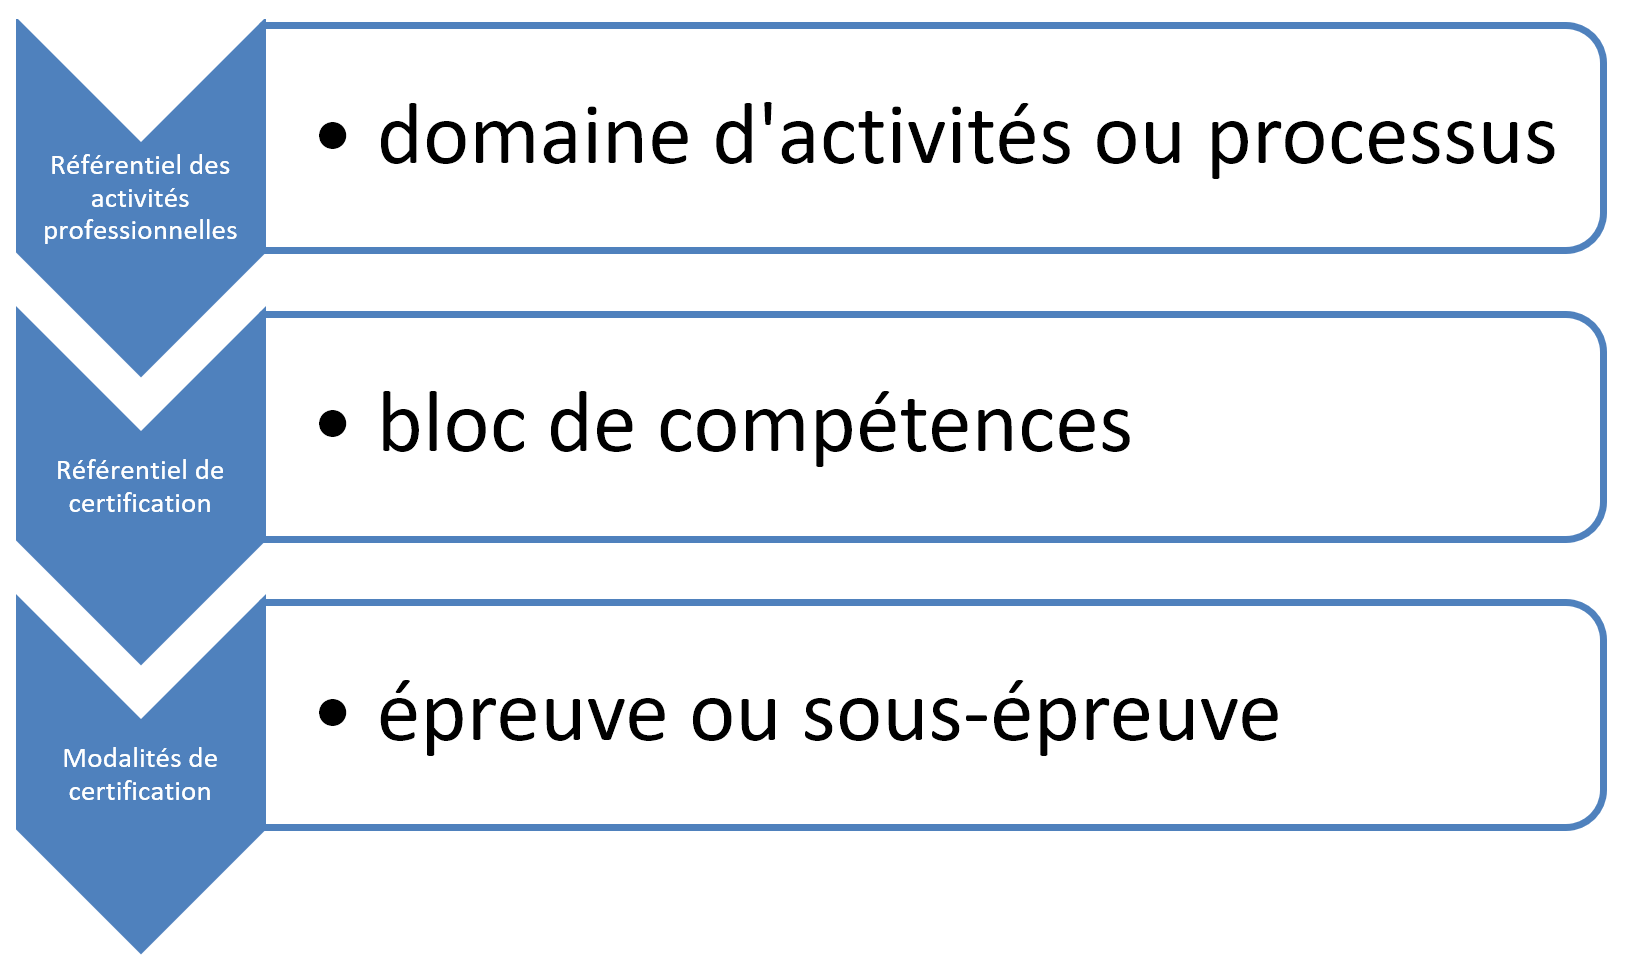 Référentiel des
activités
professionnelles
• domaine d'activités ou processus
Référentiel de
certification
• bloc de compétences
Modalités de
certification
• épreuve ou sous-épreuve